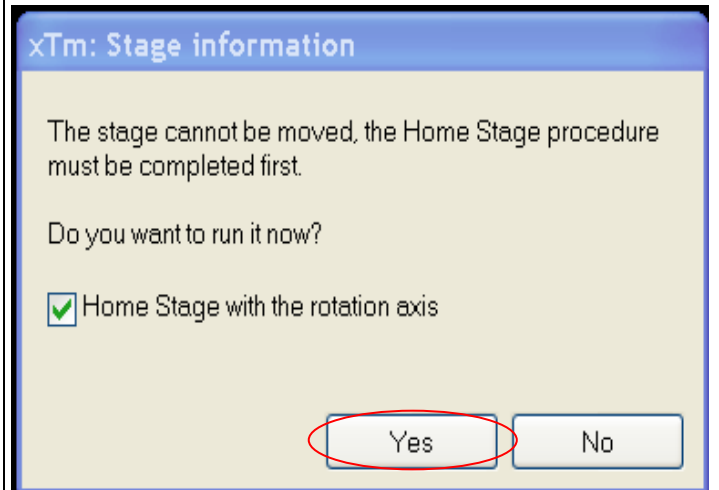 xTm: Stage information
The stage cannot be moved, the Home Stage procedure
must be completed first.
Do you want to run it now?
Home Stage with the rotation axis
Yes
No